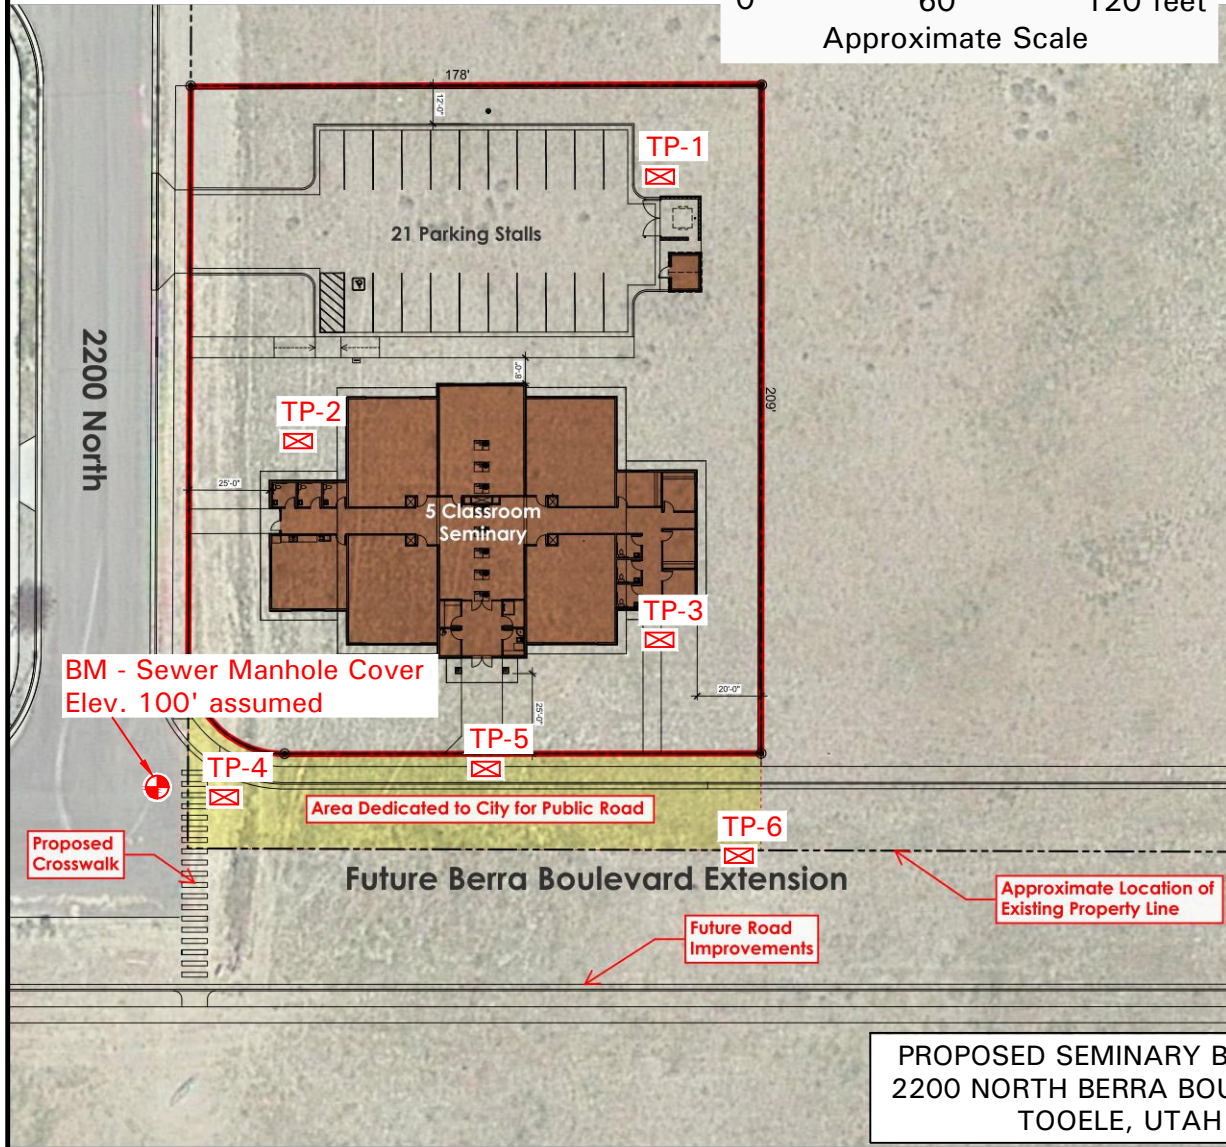 0 60 120 feet
Approximate Scale
178'
12'-0"
TP-1
21 Parking Stalls
2200 North
209'
TP-2
25'-0"
5 Classroom
Seminary
TP-3
BM - Sewer Manhole Cover
Elev. 100' assumed
20'-0"
25'-0"
TP-5
TP-4
Area Dedicated to City for Public Road
TP-6
Proposed
Crosswalk
Future Berra Boulevard Extension
Approximate Location of
Existing Property Line
Future Road
Improvements
PROPOSED SEMINARY B
2200 NORTH BERRA BOU
TOOELE, UTAH